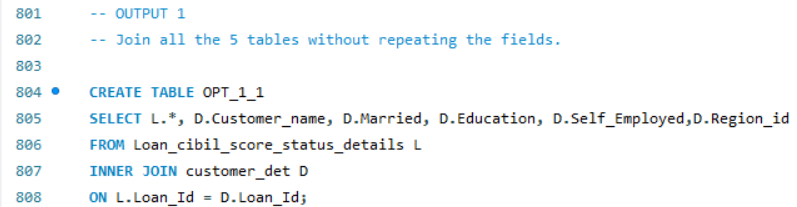 801 -- OUTPUT 1
802 -- Join all the 5 tables without repeating the fields.
803
804 CREATE TABLE OPT_1_1
805 SELECT L.*, D.Customer_name, D.Married, D.Education, D.Self_Employed,D.Region_id
806 FROM Loan_cibil_score_status_details L
807 INNER JOIN customer_det D
808 ON L.Loan_Id = D.Loan_Id;